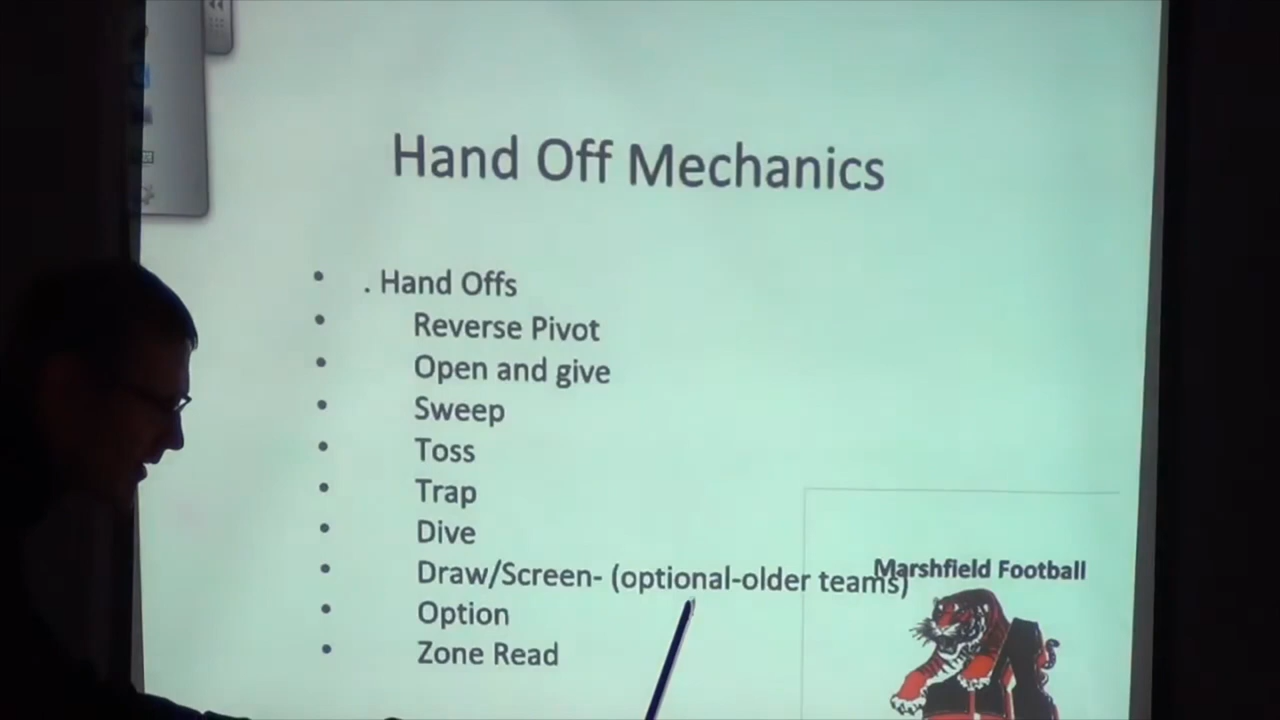 Hand Off Mechanics
• . Hand Offs
• Reverse Pivot
• Open and give
• Sweep
• Toss
• Trap
• Dive
• Draw/Screen- (optional-older teams)
• Option
• Zone Read
Marshfield Football